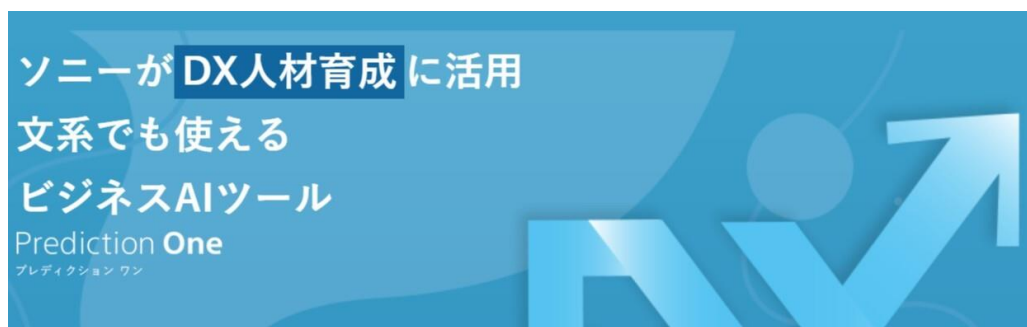 ソニーが DX人材育成 に活用
文系でも使える
ビジネスAIツール
Prediction One
プレディクション ワン
DX